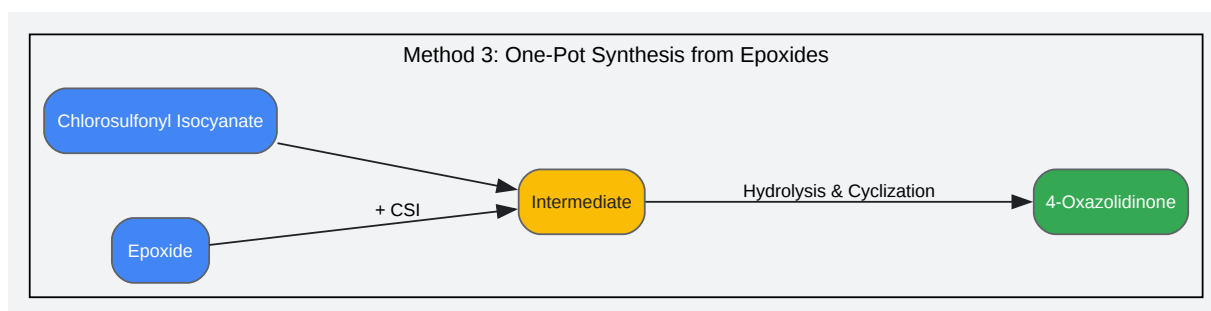 Method 3: One-Pot Synthesis from Epoxides
Chlorosulfonyl Isocyanate
+ CSI
Epoxide
Intermediate
Hydrolysis & Cyclization
4-Oxazolidinone